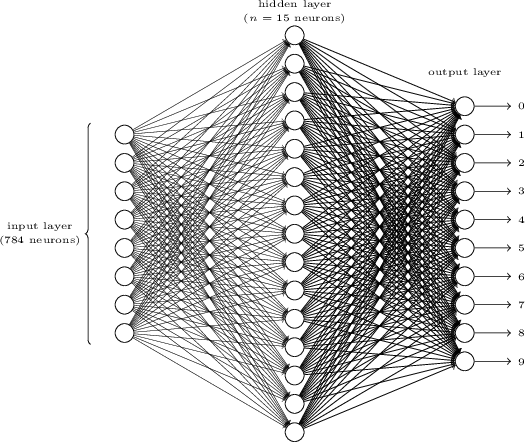 hidden layer
(n = 15 neurons)
output layer
0
1
2
3
4
5
6
7
8
9
input layer
(784 neurons)